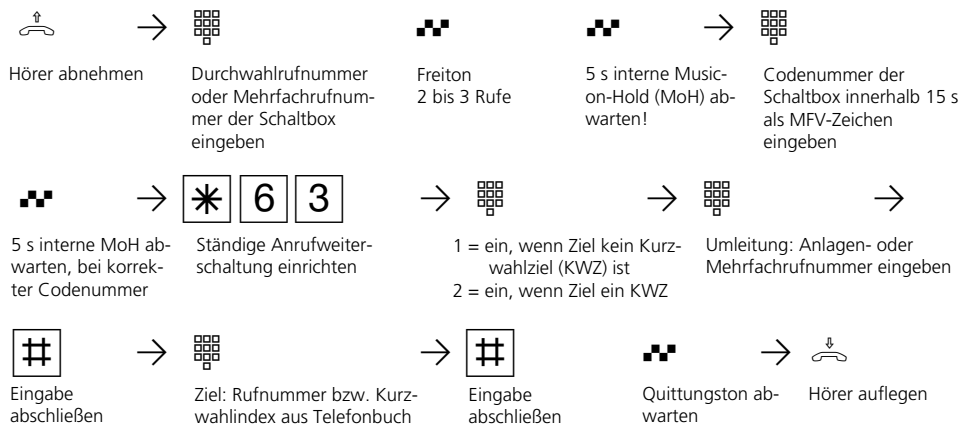 Hörer abnehmen
Durchwahlrufnummer
oder Mehrfachrufnum-
mer der Schaltbox
eingeben
Freiton
2 bis 3 Rufe
5 s interne Music-
on-Hold (MoH) ab-
warten!
Codenummer der
Schaltbox innerhalb 15 s
als MFV-Zeichen
eingeben
* 6 3
5 s interne MoH ab-
warten, bei korrek-
ter Codenummer
Ständige Anrufweiter-
schaltung einrichten
1 = ein, wenn Ziel kein Kurz-
wahlziel (KWZ) ist
2 = ein, wenn Ziel ein KWZ
Umleitung: Anlagen- oder
Mehrfachrufnummer eingeben
#
Eingabe
abschließen
Ziel: Rufnummer bzw. Kurz-
wahlindex aus Telefonbuch
#
Eingabe
abschließen
Quittungston ab-
warten
Hörer auflegen